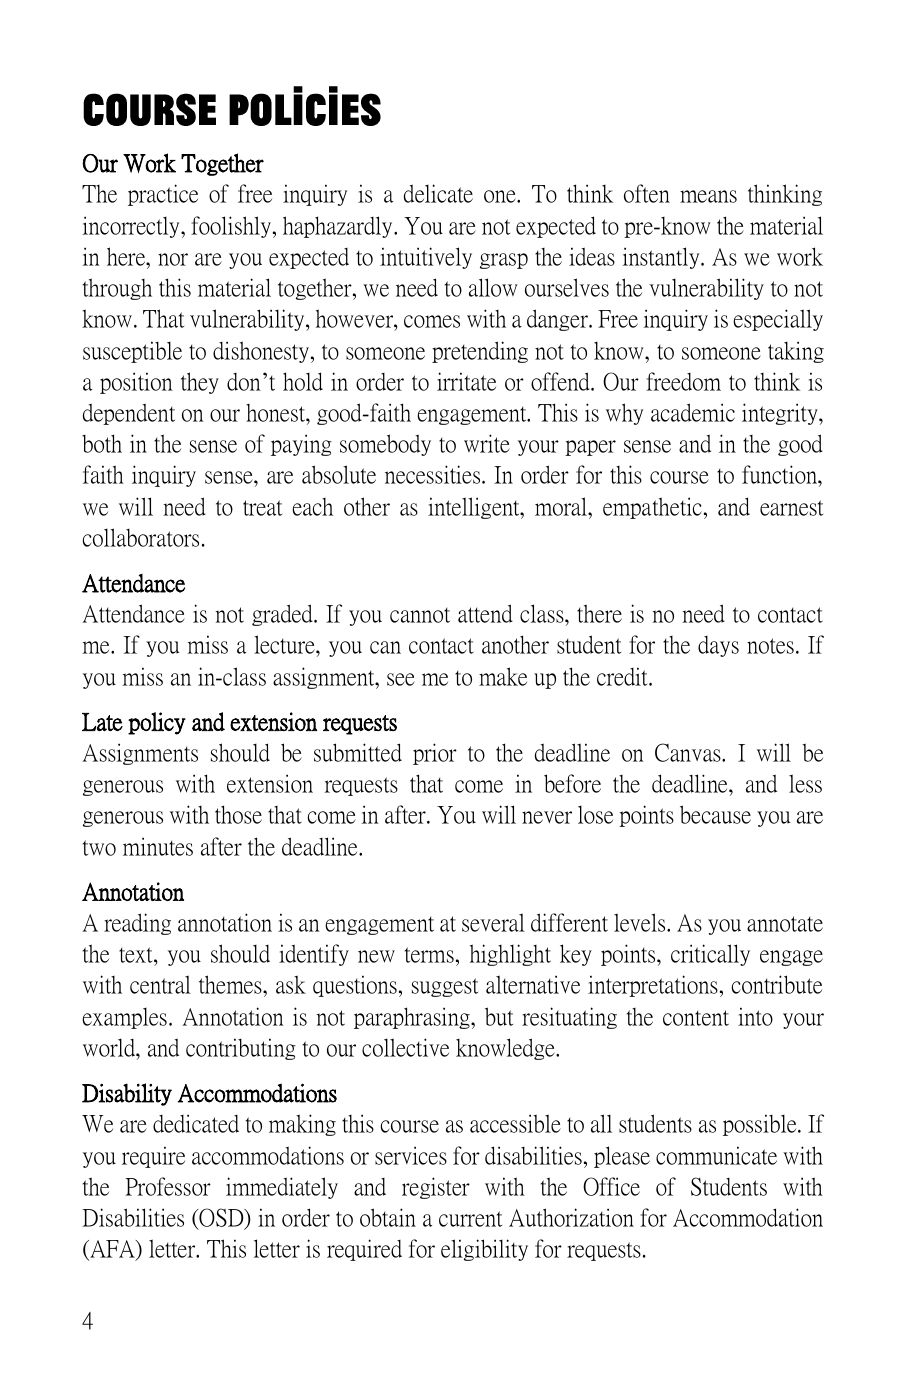 COURSE POLİCİES
Our Work Together
The practice of free inquiry is a delicate one. To think often means thinking
incorrectly, foolishly, haphazardly. You are not expected to pre-know the material
in here, nor are you expected to intuitively grasp the ideas instantly. As we work
through this material together, we need to allow ourselves the vulnerability to not
know. That vulnerability, however, comes with a danger. Free inquiry is especially
susceptible to dishonesty, to someone pretending not to know, to someone taking
a position they don’t hold in order to irritate or offend. Our freedom to think is
dependent on our honest, good-faith engagement. This is why academic integrity,
both in the sense of paying somebody to write your paper sense and in the good
faith inquiry sense, are absolute necessities. In order for this course to function,
we will need to treat each other as intelligent, moral, empathetic, and earnest
collaborators.
Attendance
Attendance is not graded. If you cannot attend class, there is no need to contact
me. If you miss a lecture, you can contact another student for the days notes. If
you miss an in-class assignment, see me to make up the credit.
Late policy and extension requests
Assignments should be submitted prior to the deadline on Canvas. I will be
generous with extension requests that come in before the deadline, and less
generous with those that come in after. You will never lose points because you are
two minutes after the deadline.
Annotation
A reading annotation is an engagement at several different levels. As you annotate
the text, you should identify new terms, highlight key points, critically engage
with central themes, ask questions, suggest alternative interpretations, contribute
examples. Annotation is not paraphrasing, but resituating the content into your
world, and contributing to our collective knowledge.
Disability Accommodations
We are dedicated to making this course as accessible to all students as possible. If
you require accommodations or services for disabilities, please communicate with
the Professor immediately and register with the Office of Students with
Disabilities (OSD) in order to obtain a current Authorization for Accommodation
(AFA) letter. This letter is required for eligibility for requests.
4